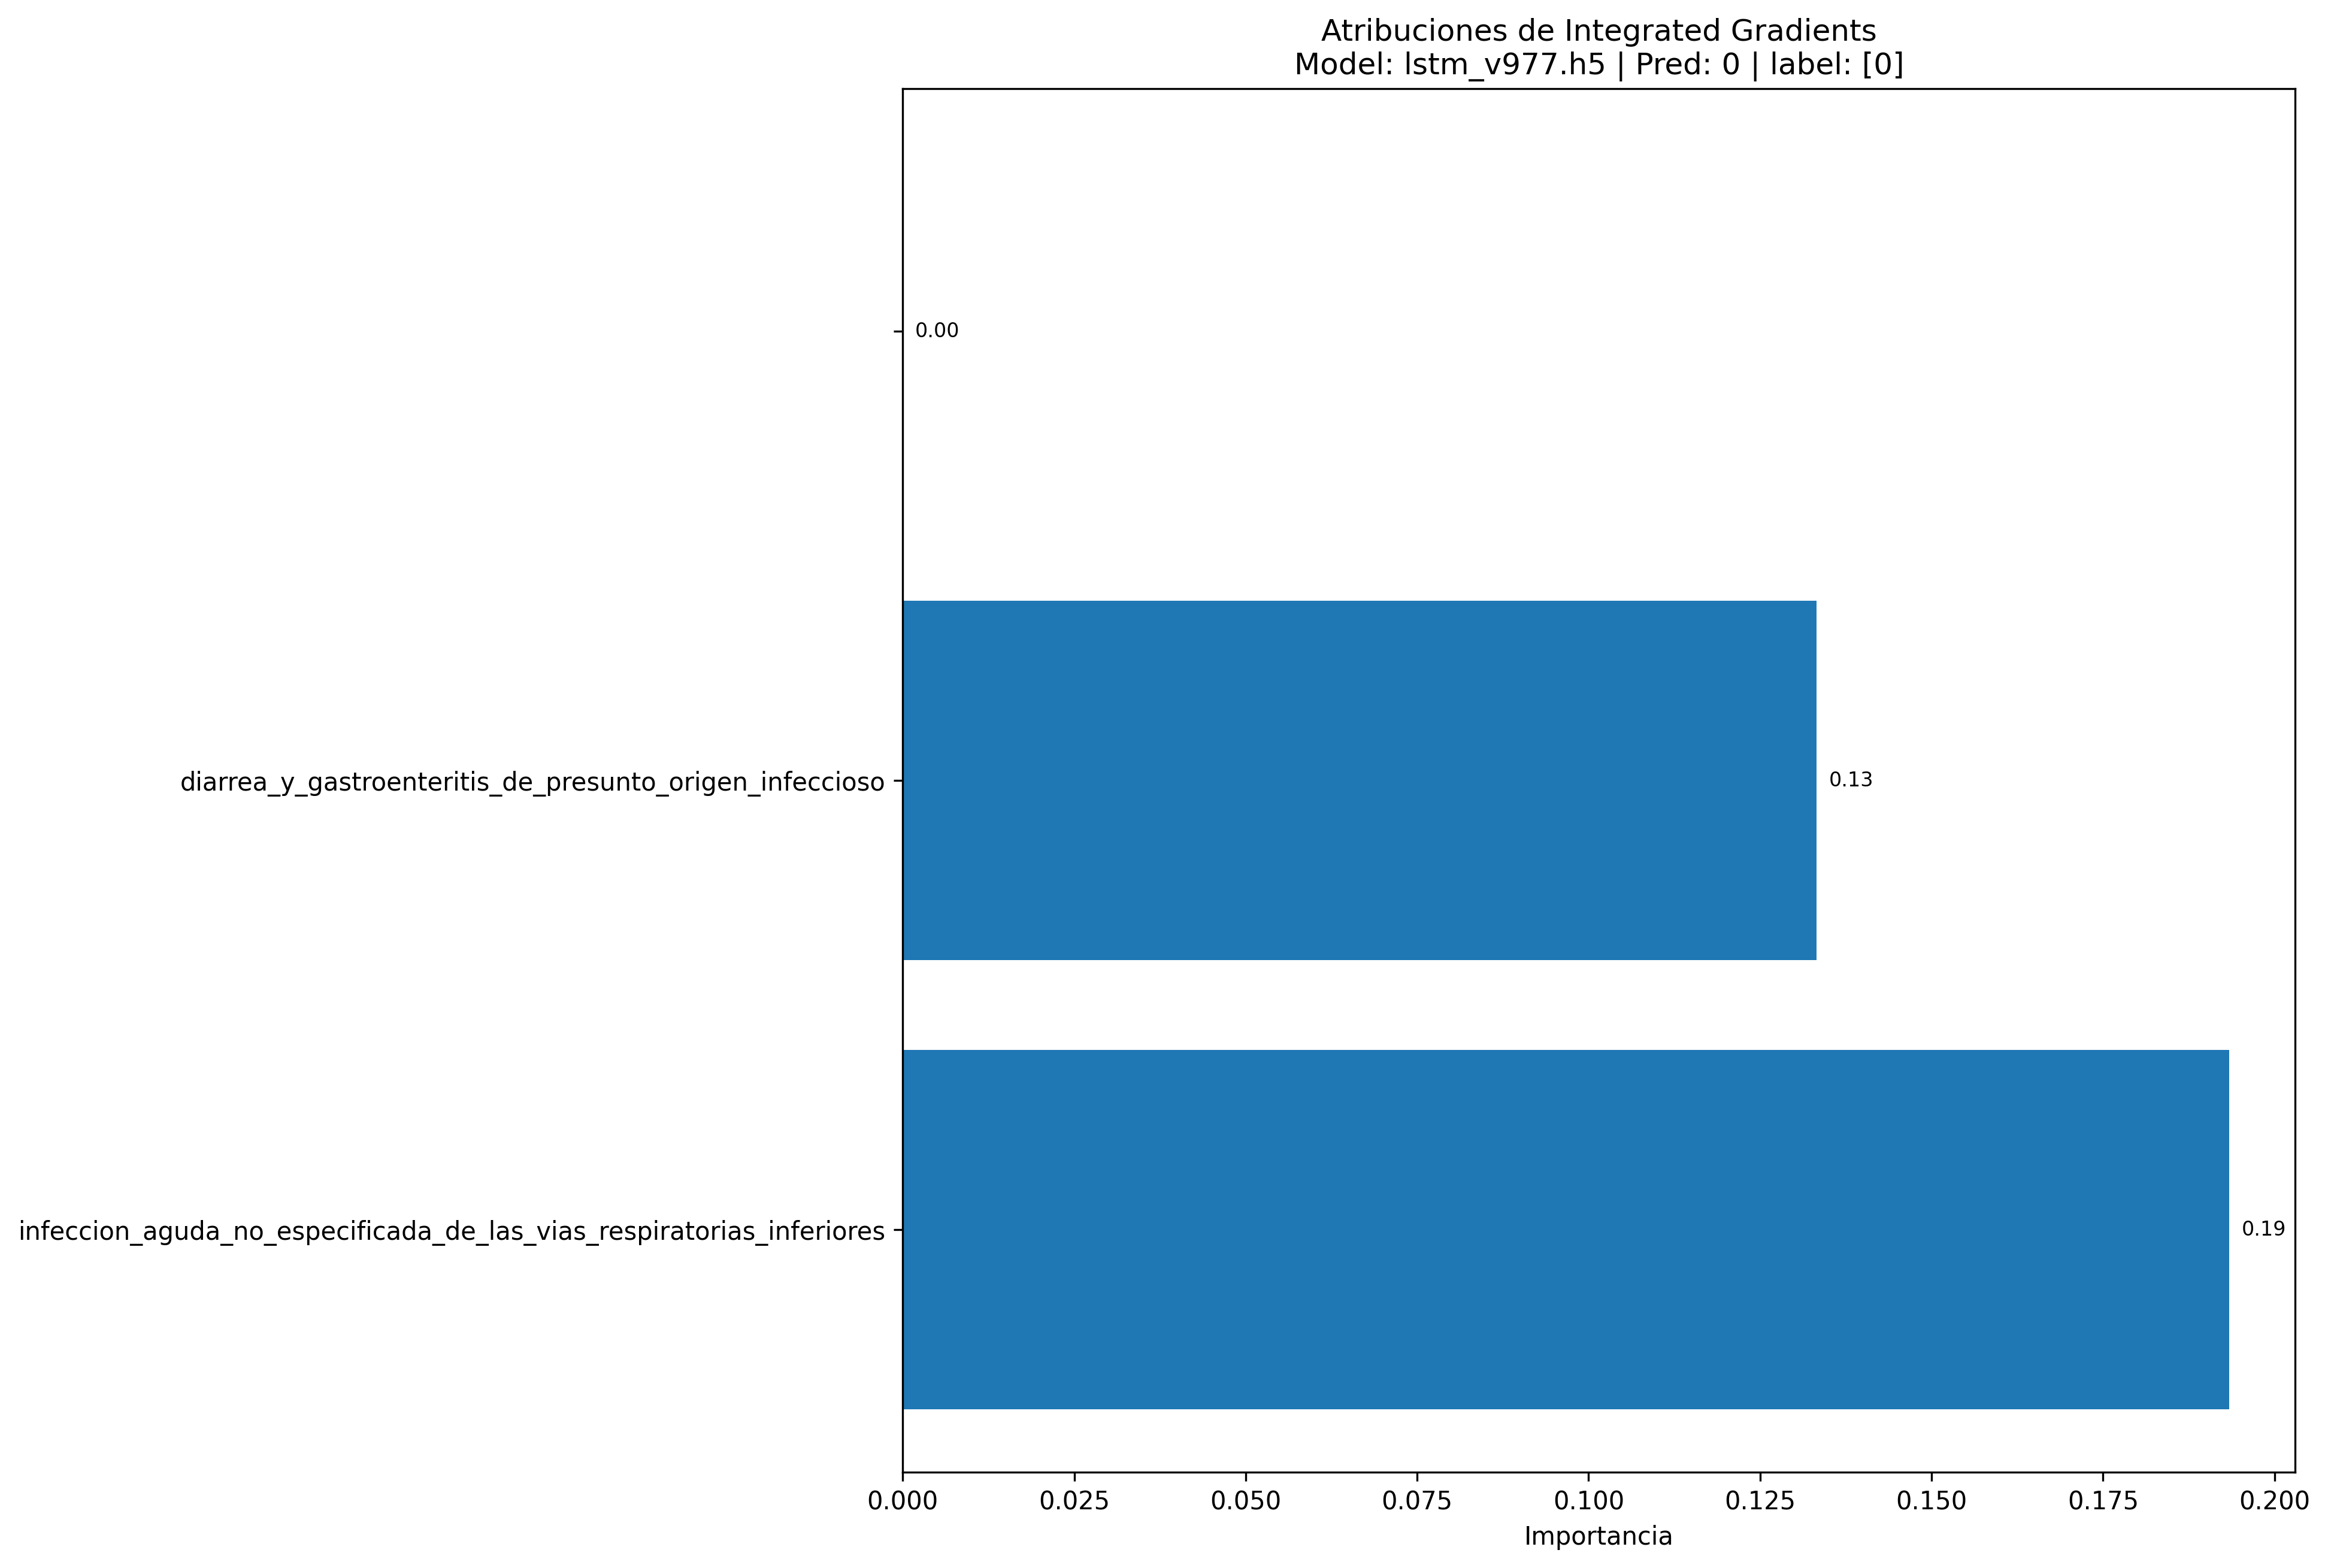 Atribuciones de Integrated Gradients
Model: lstm_v977.h5 | Pred: 0 | label: [0]
0.00
diarrea_y_gastroenteritis_de_presunto_origen_infeccioso
0.13
infeccion_aguda_no_especificada_de_las_vias_respiratorias_inferiores
0.19
0.000 0.025 0.050 0.075 0.100 0.125 0.150 0.175 0.200
Importancia